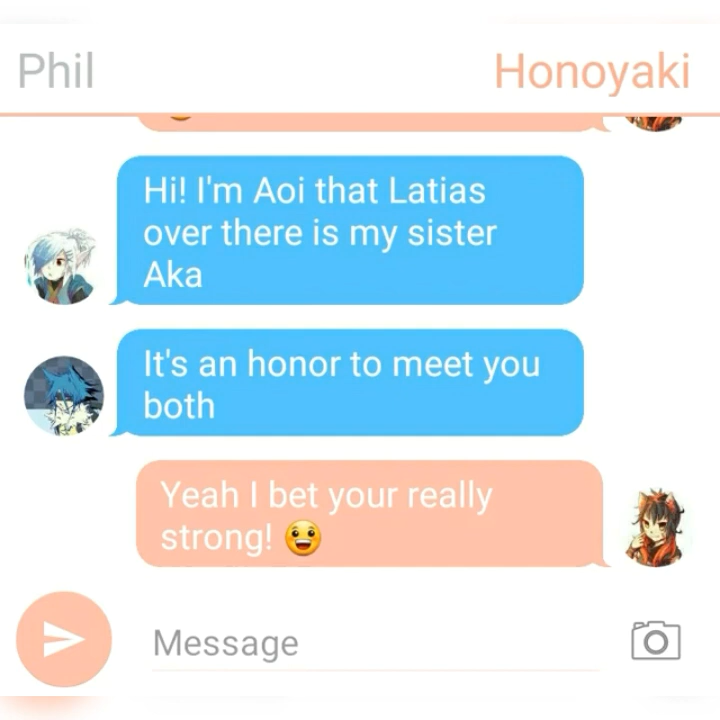 Phil
Honoyaki
Hi! I'm Aoi that Latias
over there is my sister
Aka
It's an honor to meet you
both
Yeah I bet your really
strong! 😀
Message